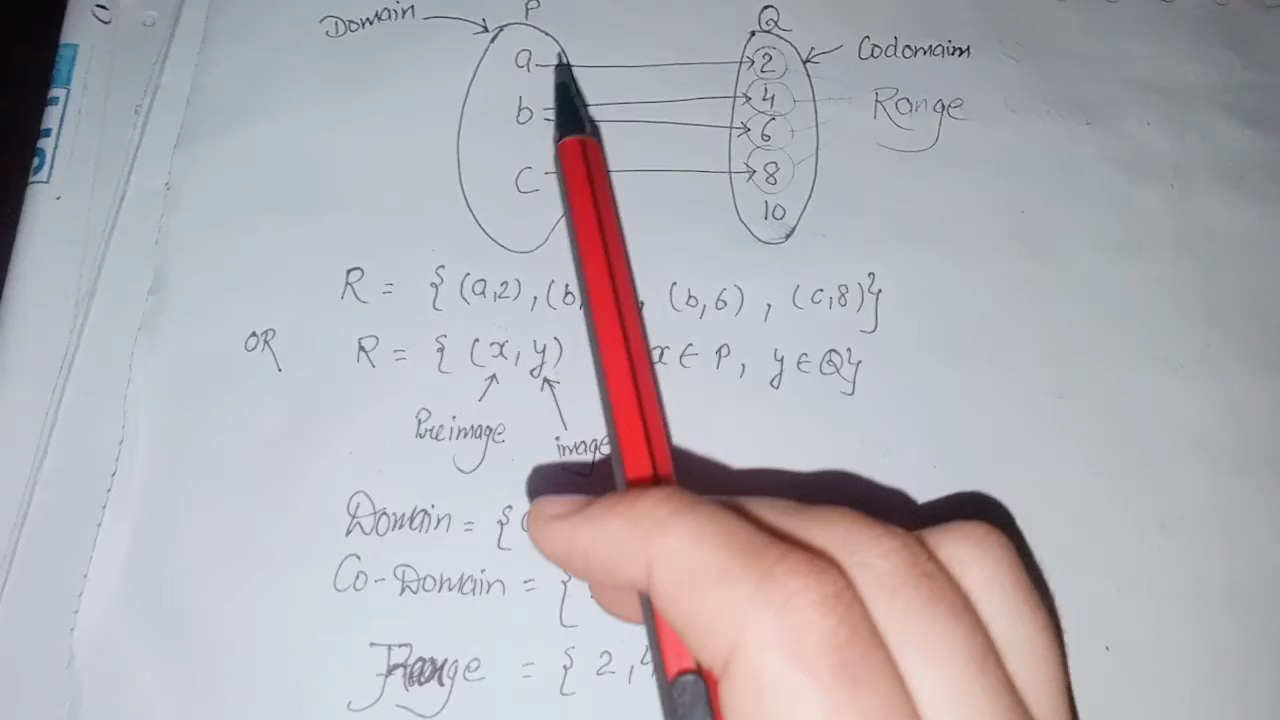 Domain P Q
a 2 Codomain
b 4 Range
6
c 8
10
R = { (a,2), (b, , (b,6) , (c,8)}
OR R = { (x, y) x ∈ P, y ∈ Q}
Preimage image
Domain = {
Co-Domain = {
Range = { 2, 4